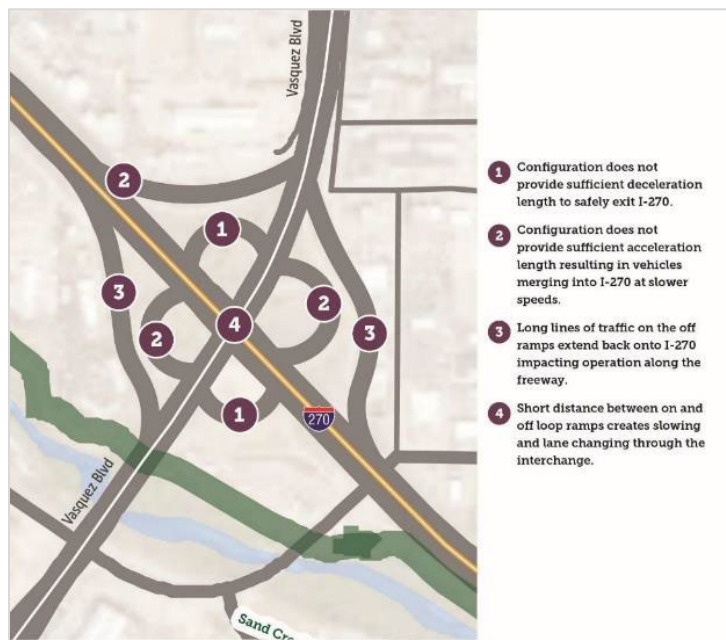 Vasquez Blvd
2
1
3
2
4
2
3
1
270
Vasquez Blvd
Sand Cre
1 Configuration does not
provide sufficient deceleration
length to safely exit I-270.
2 Configuration does not
provide sufficient acceleration
length resulting in vehicles
merging into I-270 at slower
speeds.
3 Long lines of traffic on the off
ramps extend back onto I-270
impacting operation along the
freeway.
4 Short distance between on and
off loop ramps creates slowing
and lane changing through the
interchange.